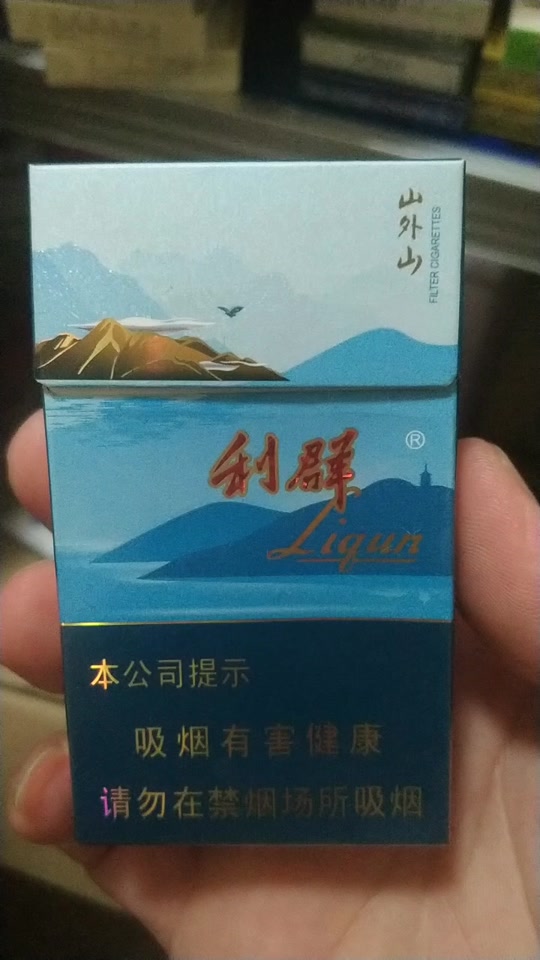 山外山
FILTER CIGARETTES
利群®
Liqun
本公司提示
吸烟有害健康
请勿在禁烟场所吸烟